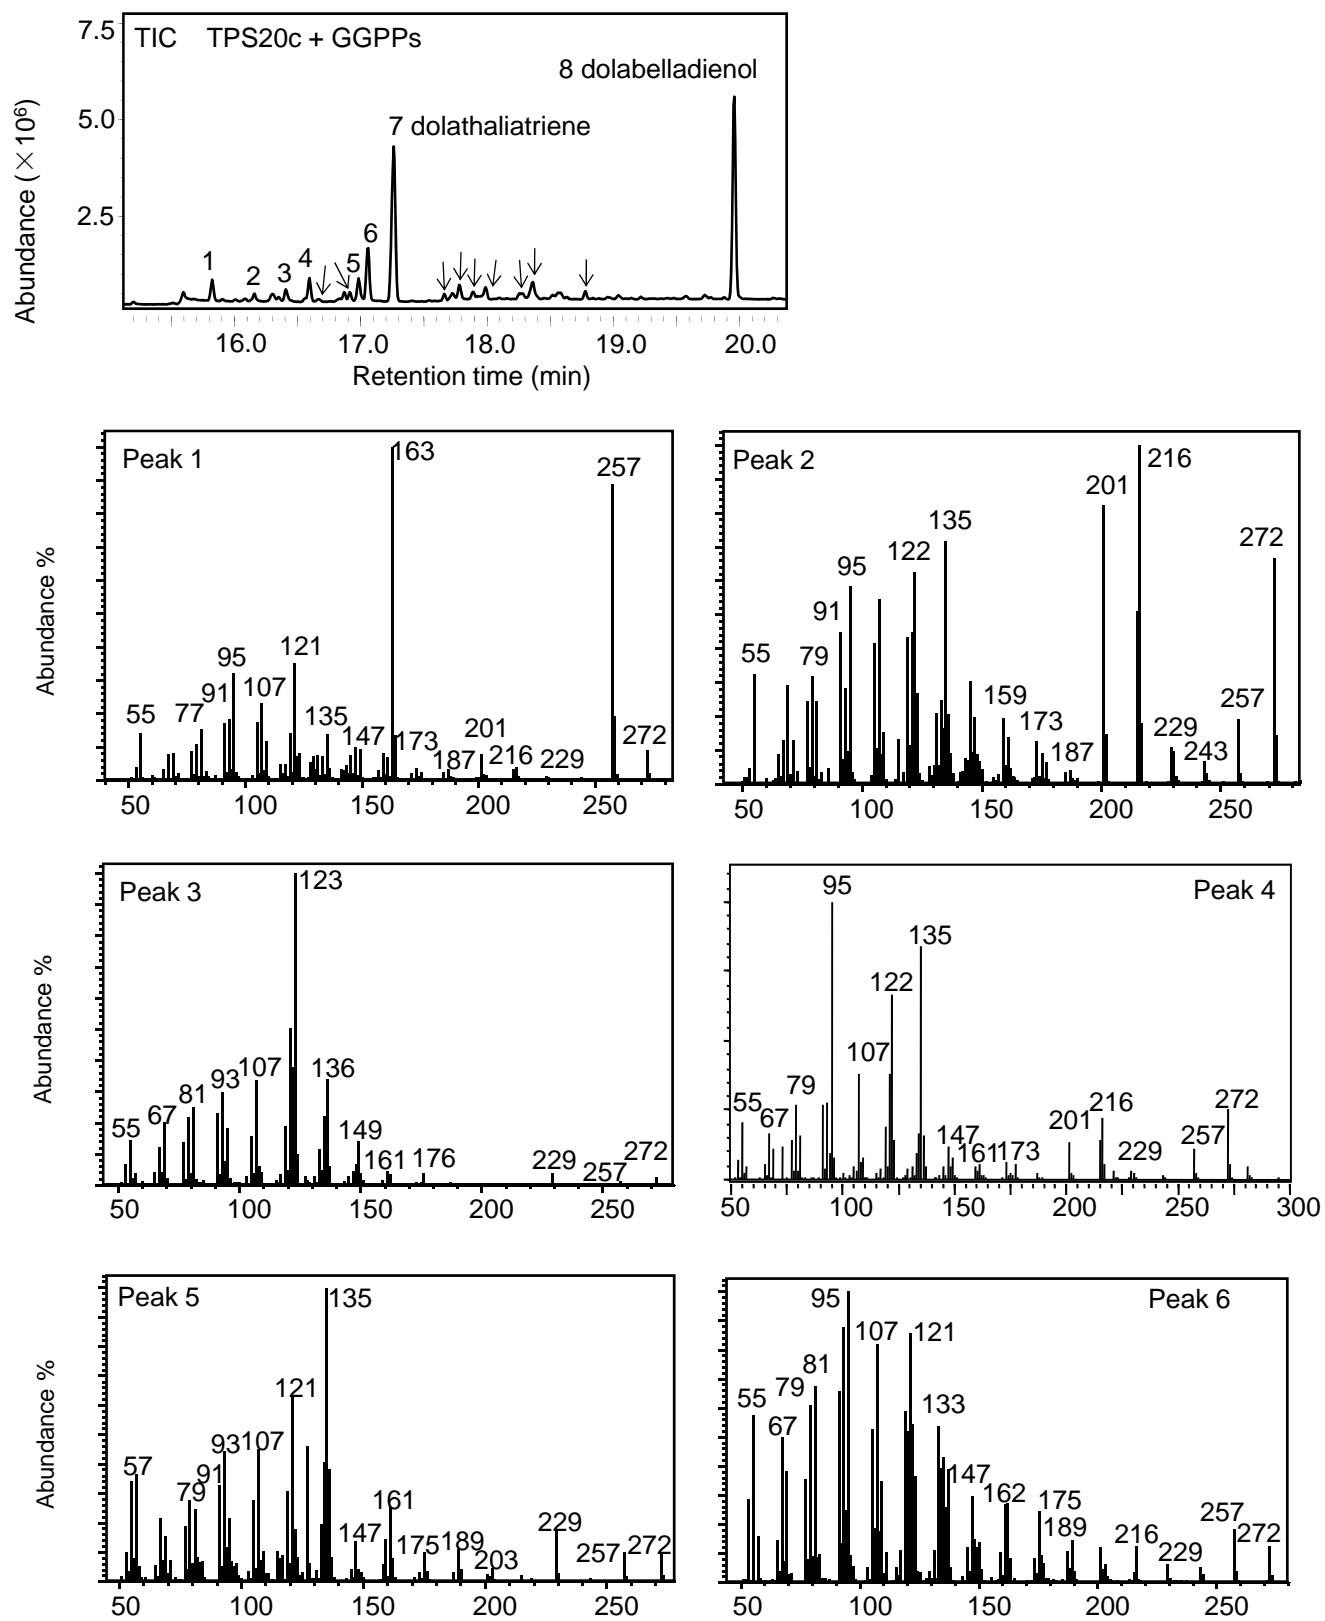 TIC TPS20c + GGPPs
7.5
5.0
2.5
Abundance (×10⁶)
8 dolabelladienol
7 dolathaliatriene
1 2 3 4 5 6
16.0 17.0 18.0 19.0 20.0
Retention time (min)
Peak 1
Abundance %
55 77 91 95 107 121 135 147 163 173 187 201 216 229 257 272
50 100 150 200 250
Peak 2
55 79 91 95 122 135 159 173 187 201 216 229 243 257 272
50 100 150 200 250
Peak 3
Abundance %
55 67 81 93 107 123 136 149 161 176 229 257 272
50 100 150 200 250
Peak 4
55 67 79 95 107 122 135 147 161 173 201 216 229 257 272
50 100 150 200 250 300
Peak 5
Abundance %
57 79 91 93 107 121 135 147 161 175 189 203 229 257 272
50 100 150 200 250
Peak 6
55 67 79 81 95 107 121 133 147 162 175 189 216 229 257 272
50 100 150 200 250